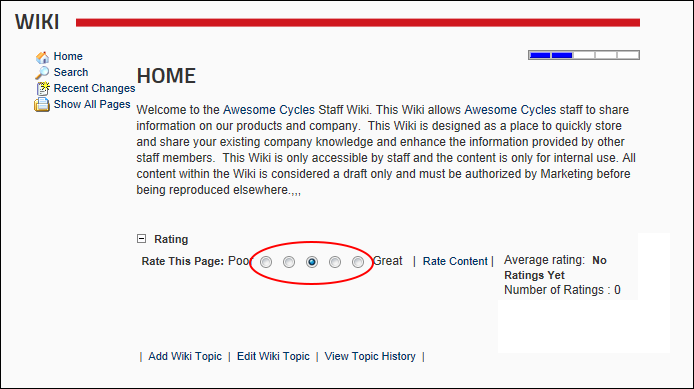 WIKI
Home
Search
Recent Changes
Show All Pages
HOME
Welcome to the Awesome Cycles Staff Wiki. This Wiki allows Awesome Cycles staff to share
information on our products and company.  This Wiki is designed as a place to quickly store
and share your existing company knowledge and enhance the information provided by other
staff members.  This Wiki is only accessible by staff and the content is only for internal use. All
content within the Wiki is considered a draft only and must be authorized by Marketing before
being reproduced elsewhere.,,,
Rating
Rate This Page: Poo Great | Rate Content |
Average rating: No
Ratings Yet
Number of Ratings : 0
| Add Wiki Topic | Edit Wiki Topic | View Topic History |